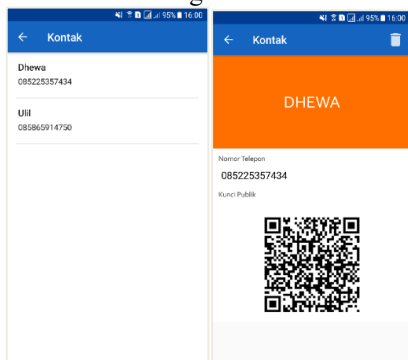 95% 16:00
Kontak
Dhewa
085225357434
Ulil
085865914750
95% 16:00
Kontak
DHEWA
Nomor Telepon
085225357434
Kunci Publik